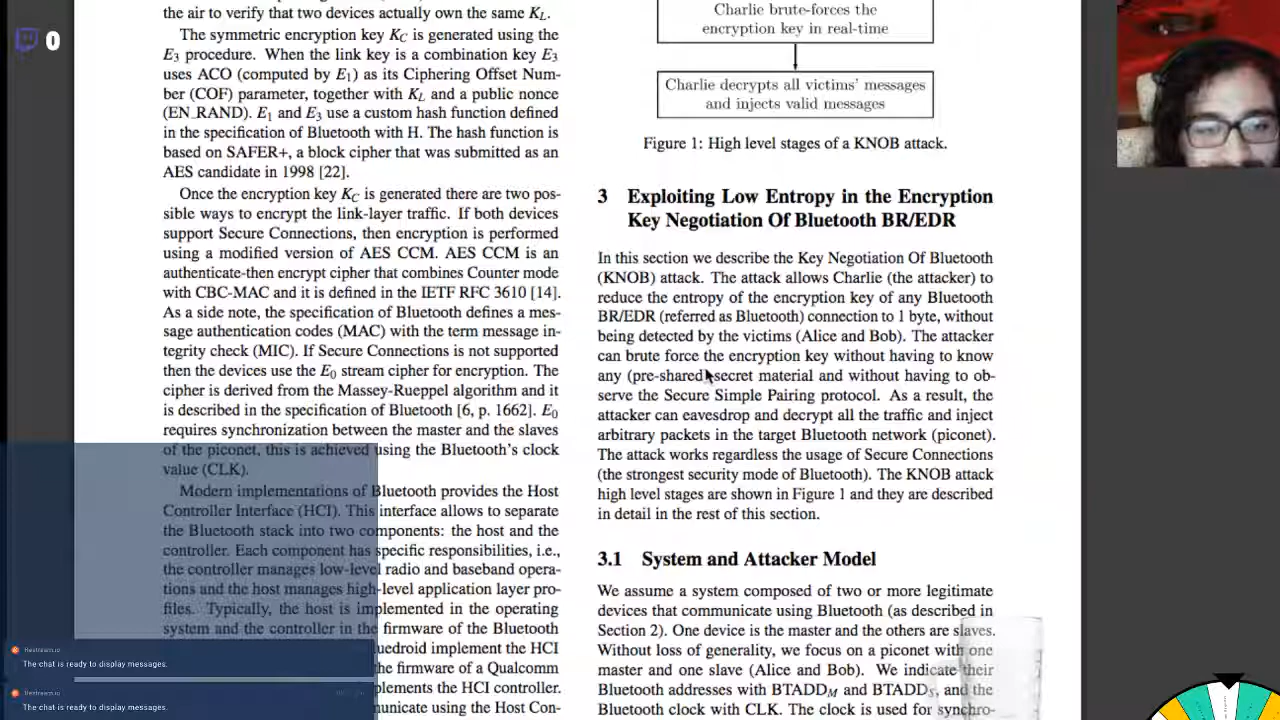 0
the air to verify that two devices actually own the same K_L.
The symmetric encryption key K_C is generated using the
E_3 procedure. When the link key is a combination key E_3
uses ACO (computed by E_1) as its Ciphering Offset Num-
ber (COF) parameter, together with K_L and a public nonce
(EN_RAND). E_1 and E_3 use a custom hash function defined
in the specification of Bluetooth with H. The hash function is
based on SAFER+, a block cipher that was submitted as an
AES candidate in 1998 [22].
Once the encryption key K_C is generated there are two pos-
sible ways to encrypt the link-layer traffic. If both devices
support Secure Connections, then encryption is performed
using a modified version of AES CCM. AES CCM is an
authenticate-then encrypt cipher that combines Counter mode
with CBC-MAC and it is defined in the IETF RFC 3610 [14].
As a side note, the specification of Bluetooth defines a mes-
sage authentication codes (MAC) with the term message in-
tegrity check (MIC). If Secure Connections is not supported
then the devices use the E_0 stream cipher for encryption. The
cipher is derived from the Massey-Rueppel algorithm and it
is described in the specification of Bluetooth [6, p. 1662]. E_0
requires synchronization between the master and the slaves
of the piconet, this is achieved using the Bluetooth's clock
value (CLK).
Modern implementations of Bluetooth provides the Host
Controller Interface (HCI). This interface allows to separate
the Bluetooth stack into two components: the host and the
controller. Each component has specific responsibilities, i.e.,
the controller manages low-level radio and baseband opera-
tions and the host manages high-level application layer pro-
files. Typically, the host is implemented in the operating
system and the controller in the firmware of the Bluetooth
uedroid implement the HCI
the firmware of a Qualcomm
plements the HCI controller.
unicate using the Host Con-
The chat is ready to display messages.
The chat is ready to display messages.
Charlie brute-forces the
encryption key in real-time
Charlie decrypts all victims' messages
and injects valid messages
Figure 1: High level stages of a KNOB attack.
3 Exploiting Low Entropy in the Encryption
Key Negotiation Of Bluetooth BR/EDR
In this section we describe the Key Negotiation Of Bluetooth
(KNOB) attack. The attack allows Charlie (the attacker) to
reduce the entropy of the encryption key of any Bluetooth
BR/EDR (referred as Bluetooth) connection to 1 byte, without
being detected by the victims (Alice and Bob). The attacker
can brute force the encryption key without having to know
any (pre-shared) secret material and without having to ob-
serve the Secure Simple Pairing protocol. As a result, the
attacker can eavesdrop and decrypt all the traffic and inject
arbitrary packets in the target Bluetooth network (piconet).
The attack works regardless the usage of Secure Connections
(the strongest security mode of Bluetooth). The KNOB attack
high level stages are shown in Figure 1 and they are described
in detail in the rest of this section.
3.1 System and Attacker Model
We assume a system composed of two or more legitimate
devices that communicate using Bluetooth (as described in
Section 2). One device is the master and the others are slaves.
Without loss of generality, we focus on a piconet with one
master and one slave (Alice and Bob). We indicate their
Bluetooth addresses with BTADD_M and BTADD_S, and the
Bluetooth clock with CLK. The clock is used for synchro-